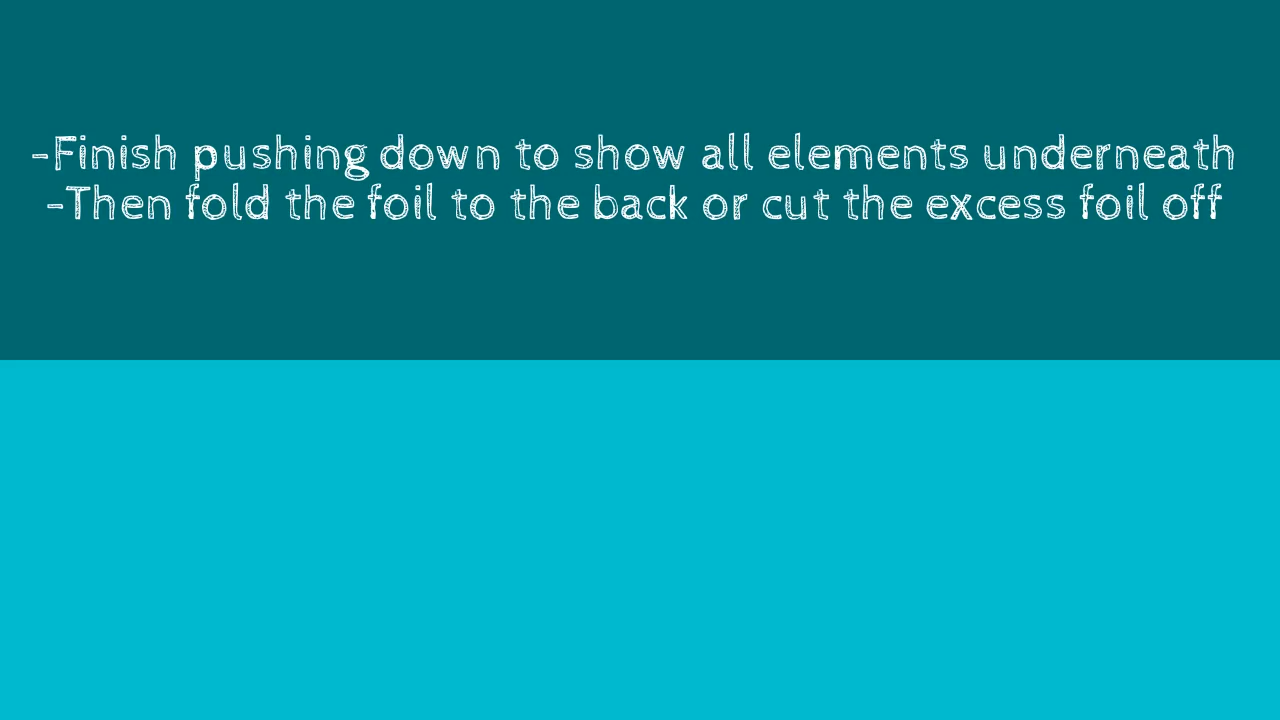 -Finish pushing down to show all elements underneath
-Then fold the foil to the back or cut the excess foil off